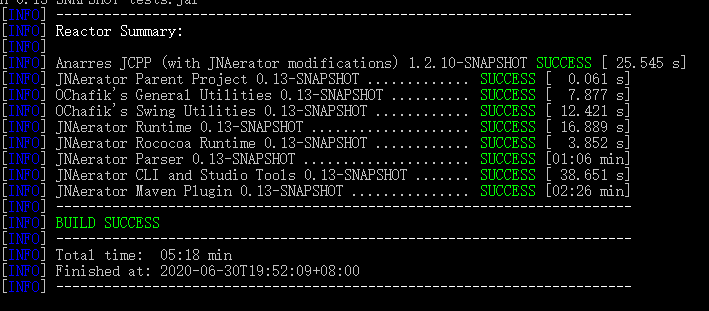 0.13-SNAPSHOT-tests.jar
[INFO] ------------------------------------------------------------------------
[INFO] Reactor Summary:
[INFO]
[INFO] Anarres JCPP (with JNAerator modifications) 1.2.10-SNAPSHOT SUCCESS [ 25.545 s]
[INFO] JNAerator Parent Project 0.13-SNAPSHOT ............. SUCCESS [  0.061 s]
[INFO] OChafik's General Utilities 0.13-SNAPSHOT .......... SUCCESS [  7.877 s]
[INFO] OChafik's Swing Utilities 0.13-SNAPSHOT ............ SUCCESS [ 12.421 s]
[INFO] JNAerator Runtime 0.13-SNAPSHOT .................... SUCCESS [ 16.889 s]
[INFO] JNAerator Rococoa Runtime 0.13-SNAPSHOT ............ SUCCESS [  3.852 s]
[INFO] JNAerator Parser 0.13-SNAPSHOT ..................... SUCCESS [01:06 min]
[INFO] JNAerator CLI and Studio Tools 0.13-SNAPSHOT ....... SUCCESS [ 38.651 s]
[INFO] JNAerator Maven Plugin 0.13-SNAPSHOT ............... SUCCESS [02:26 min]
[INFO] ------------------------------------------------------------------------
[INFO] BUILD SUCCESS
[INFO] ------------------------------------------------------------------------
[INFO] Total time:  05:18 min
[INFO] Finished at: 2020-06-30T19:52:09+08:00
[INFO] ------------------------------------------------------------------------